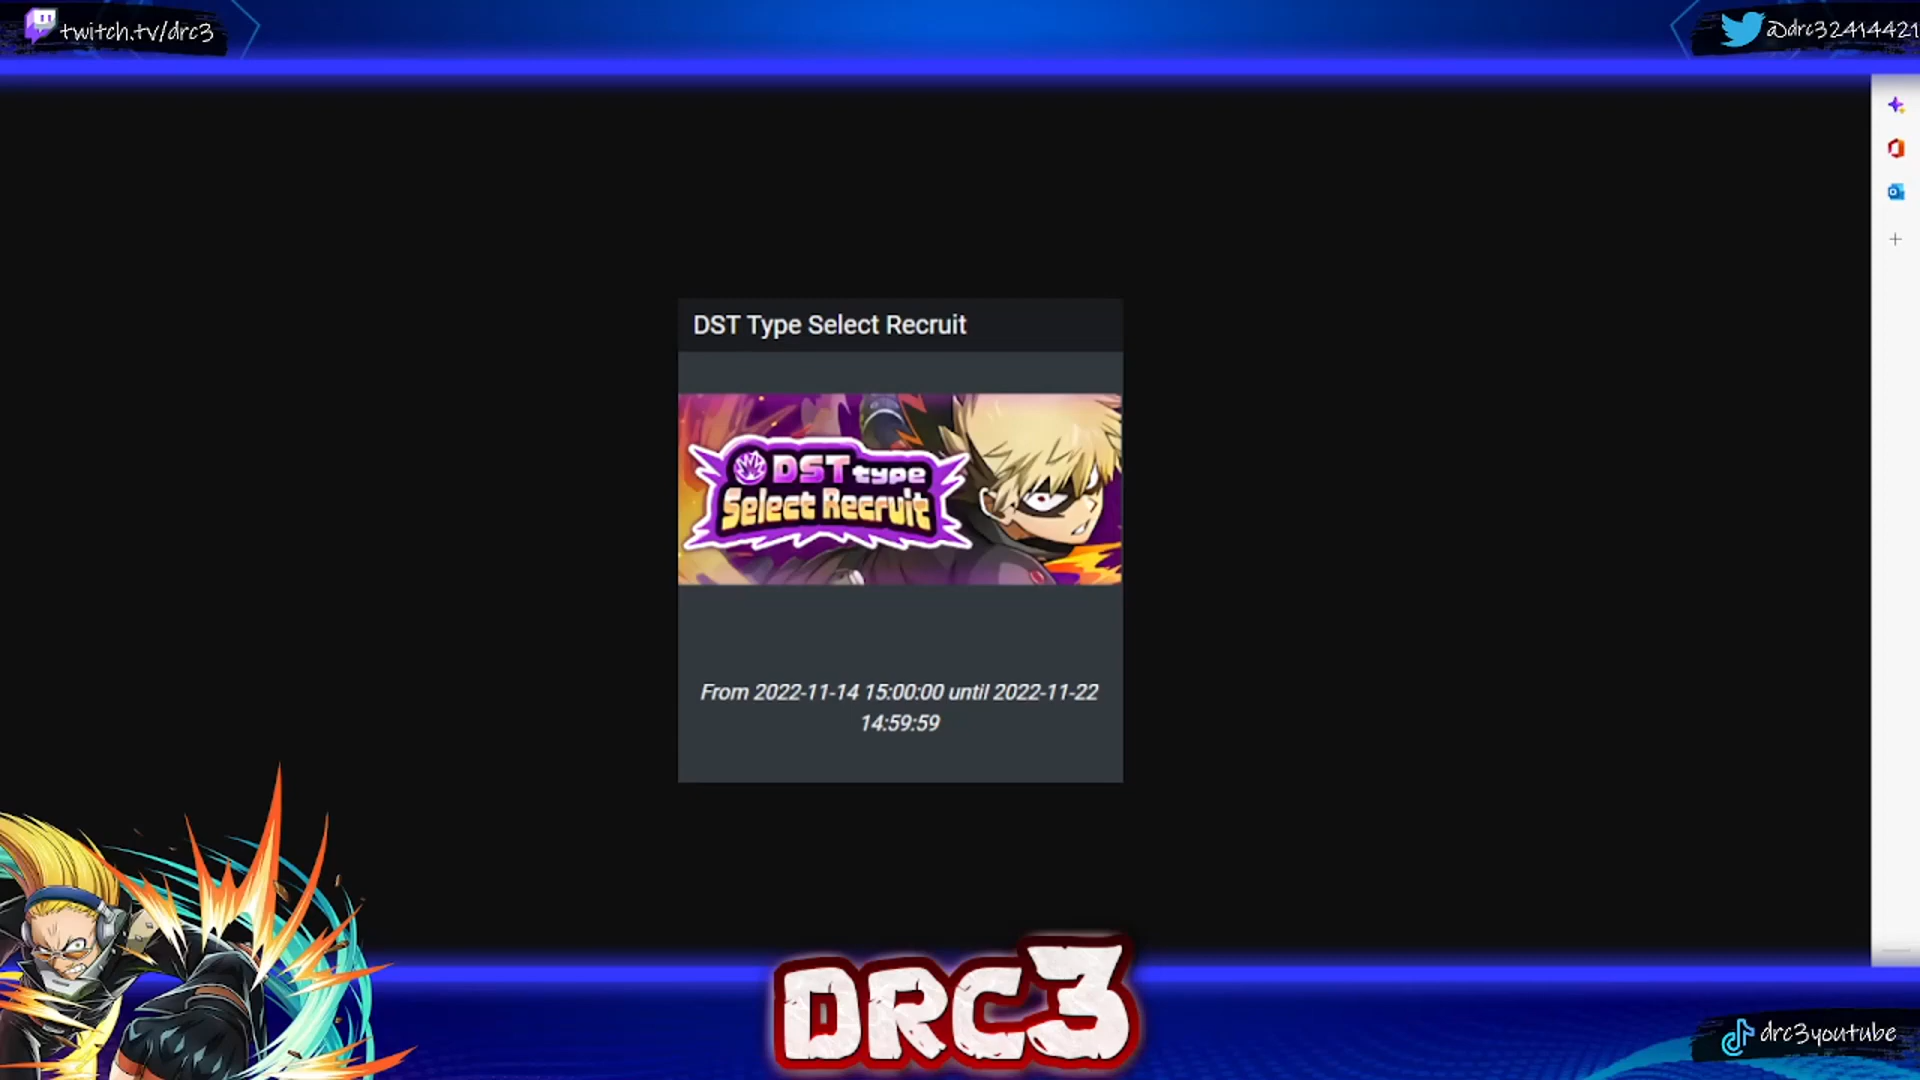 twitch.tv/drc3
@drc32414421
DST Type Select Recruit
DST type
Select Recruit
From 2022-11-14 15:00:00 until 2022-11-22
14:59:59
DRC3
drc3youtube